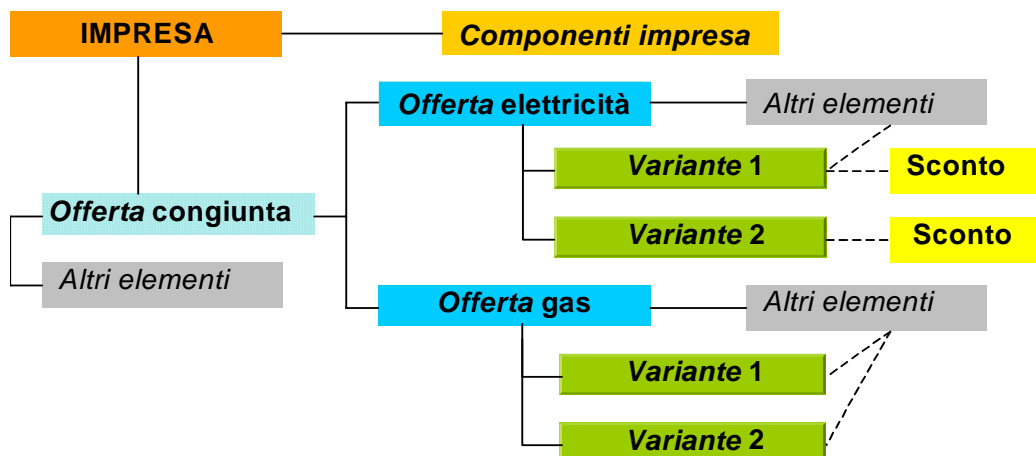 IMPRESA
Componenti impresa
Offerta elettricità
Altri elementi
Variante 1
Sconto
Offerta congiunta
Variante 2
Sconto
Altri elementi
Offerta gas
Altri elementi
Variante 1
Variante 2